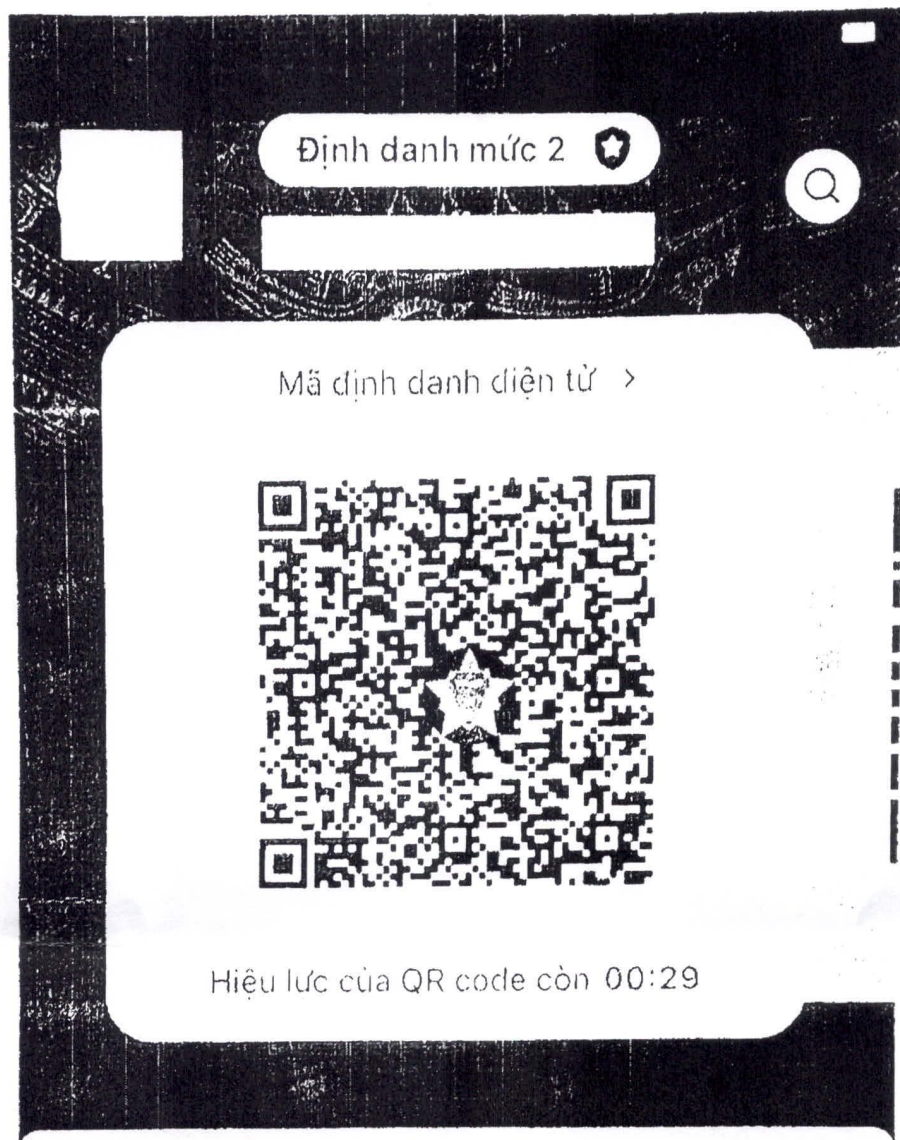 Định danh mức 2
Mã định danh điện tử >
Hiệu lực của QR code còn 00:29